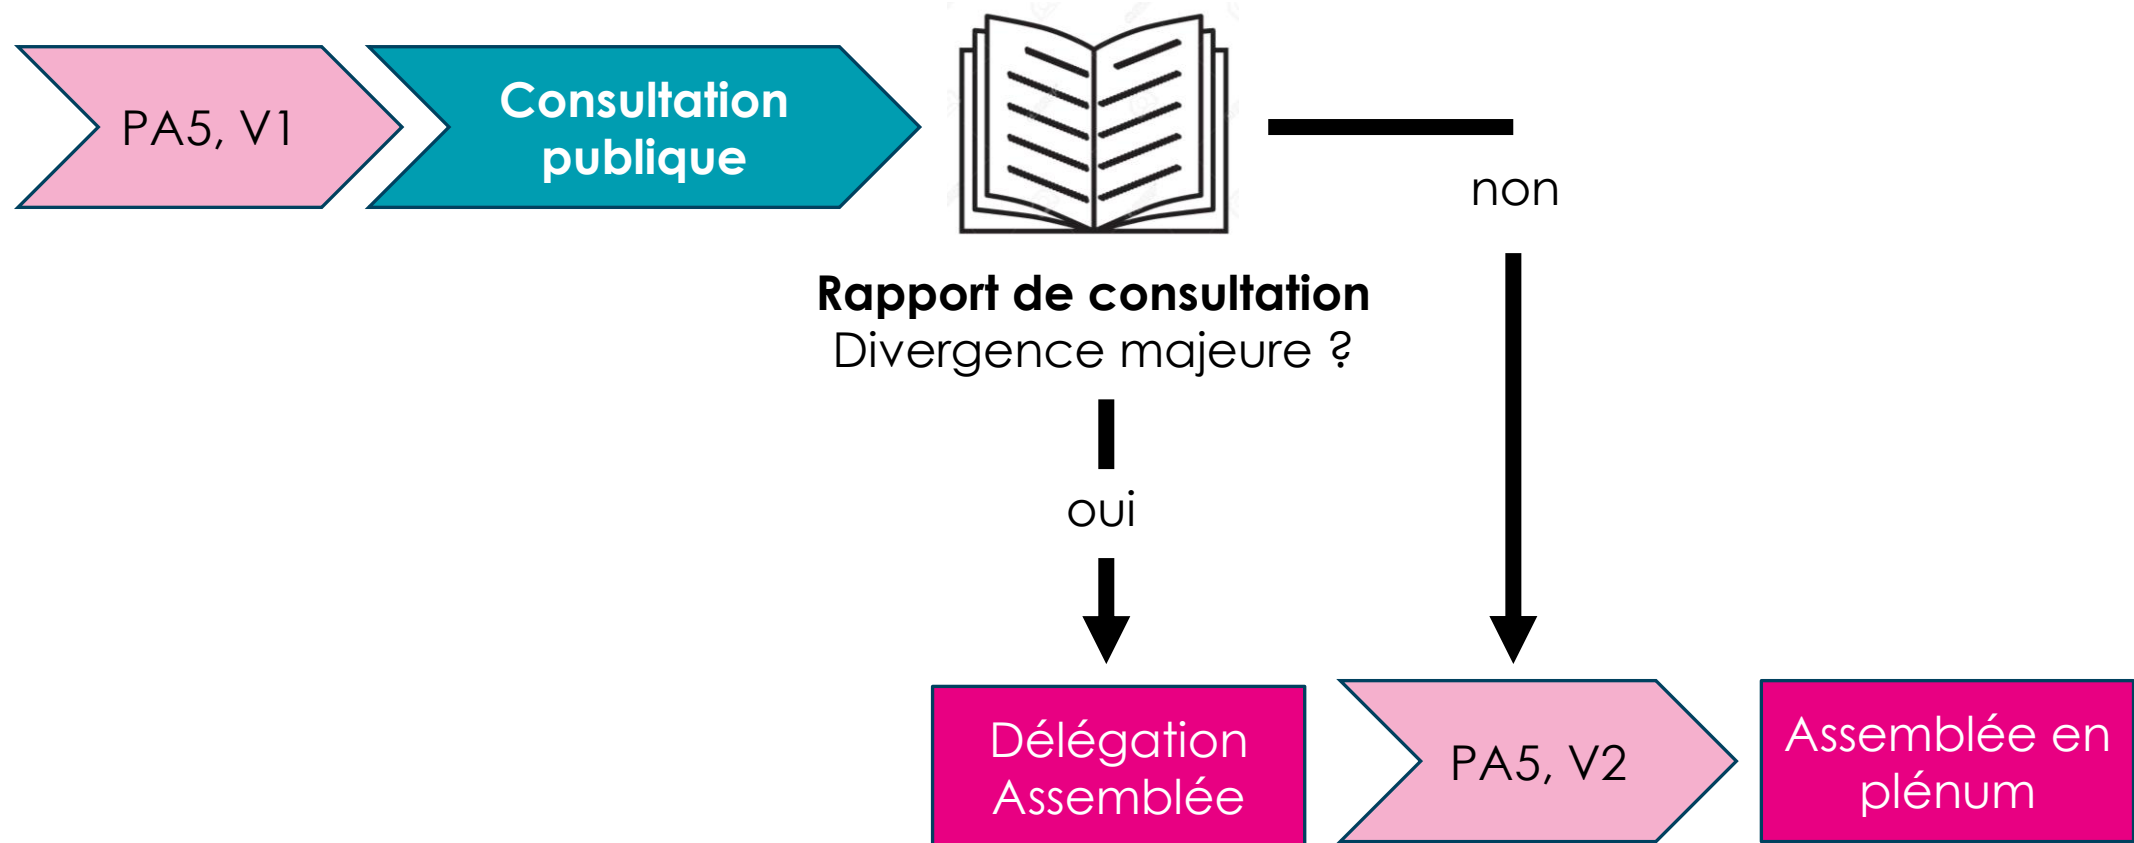 PA5, V1
Consultation
publique
non
Rapport de consultation
Divergence majeure ?
oui
Délégation
Assemblée
PA5, V2
Assemblée en
plénum